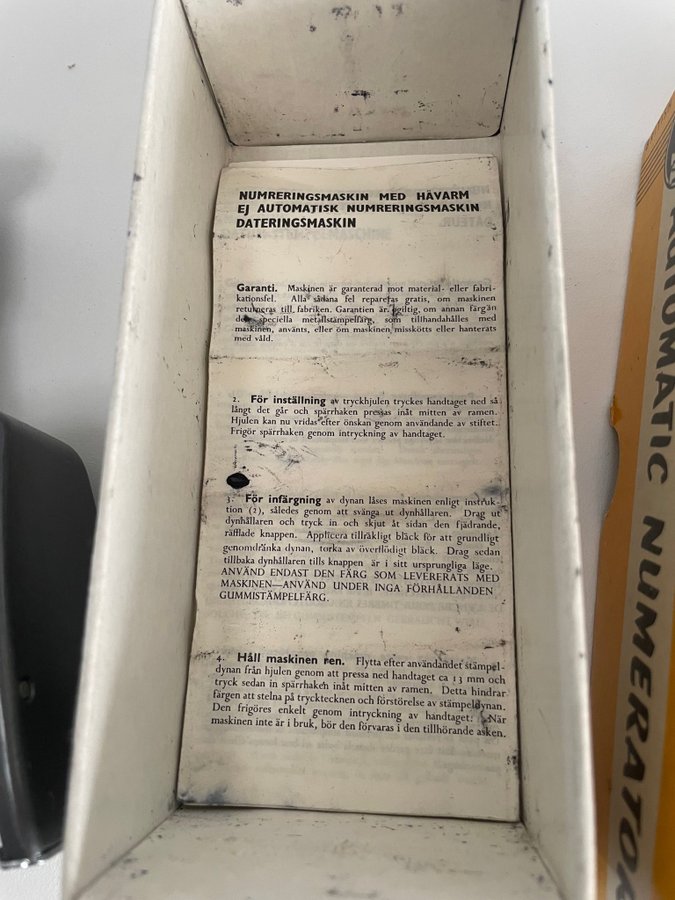 NUMRERINGSMASKIN MED HÄVARM
EJ AUTOMATISK NUMRERINGSMASKIN
DATERINGSMASKIN
Garanti. Maskinen är garanterad mot material- eller fabri-
kationsfel. Alla sådana fel repareras gratis, om maskinen
returneras till fabriken. Garantien är ogiltig, om annan färg än
den speciella metallstämpelfärg, som tillhandahålles med
maskinen, använts, eller om maskinen misskötts eller hanterats
med våld.
2. För inställning av tryckhjulen tryckes handtaget ned så
långt det går och spärrhaken pressas inåt mitten av ramen.
Hjulen kan nu vridas efter önskan genom användande av stiftet.
Frigör spärrhaken genom intryckning av handtaget.
3. För infärgning av dynan låses maskinen enligt instruk-
tion (2), således genom att svänga ut dynhållaren. Drag ut
dynhållaren och tryck in och skjut åt sidan den fjädrande,
räfflade knappen. Applicera tillräkligt bläck för att grundligt
genomdränka dynan, torka av överflödigt bläck. Drag sedan
tillbaka dynhållaren tills knappen är i sitt ursprungliga läge.
ANVÄND ENDAST DEN FÄRG SOM LEVERERATS MED
MASKINEN—ANVÄND UNDER INGA FÖRHÅLLANDEN
GUMMISTÄMPELFÄRG.
4. Håll maskinen ren. Flytta efter användandet stämpel-
dynan från hjulen genom att pressa ned handtaget ca 13 mm och
tryck sedan in spärrhaken inåt mitten av ramen. Detta hindrar
färgen att stelna på trycktecknen och förstörelse av stämpeldynan.
Den frigöres enkelt genom intryckning av handtaget. När
maskinen inte är i bruk, bör den förvaras i den tillhörande asken.
AUTOMATIC NUMERATOR